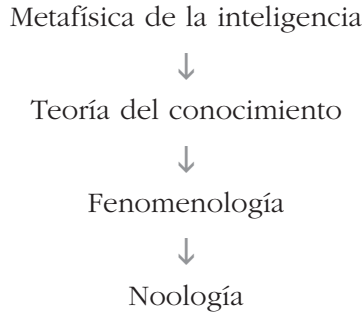 Metafísica de la inteligencia
↓
Teoría del conocimiento
↓
Fenomenología
↓
Noología